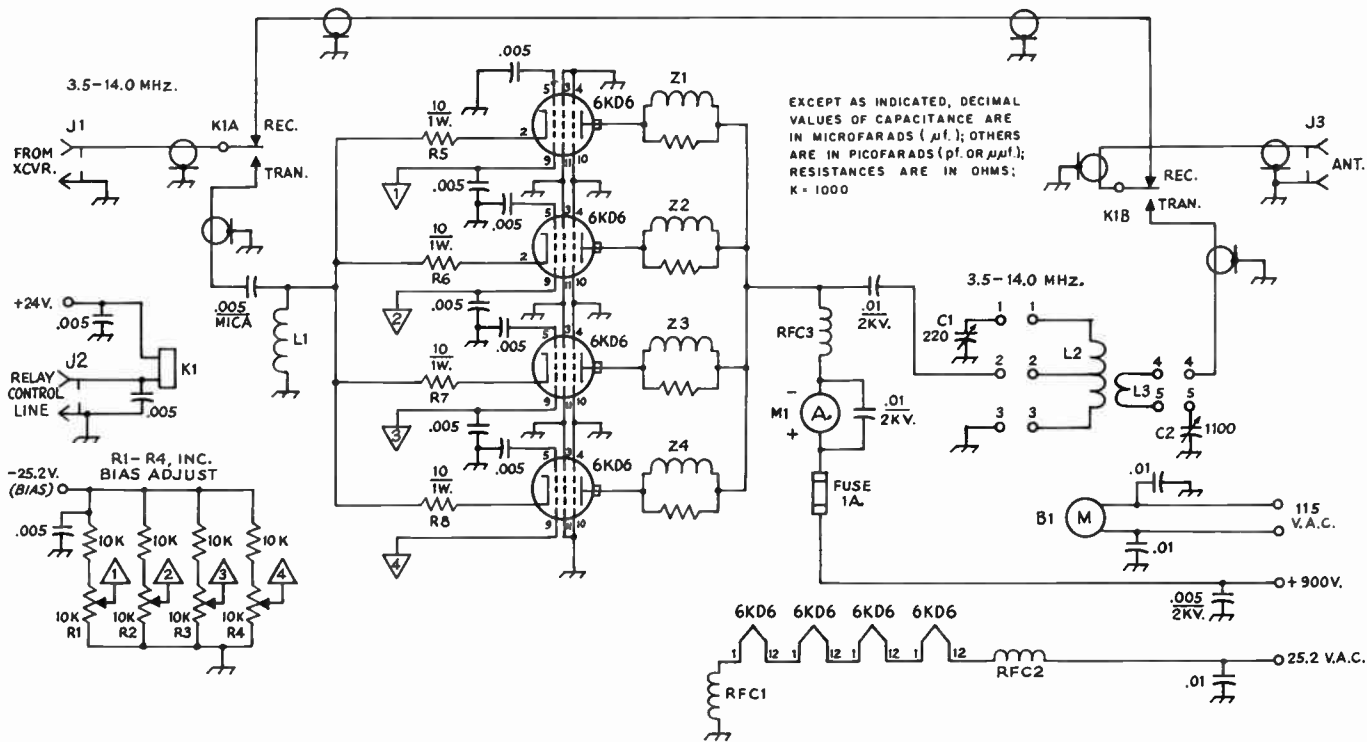 3.5-14.0 MHz.
J1
FROM
XCVR.
K1A
REC.
TRAN.
.005
MICA
L1
+24V.
.005
J2
K1
RELAY
CONTROL
LINE
.005
R1-R4, INC.
BIAS ADJUST
-25.2V.
(BIAS)
.005
10K
10K
10K
10K
1
2
3
4
10K
10K
10K
10K
R1
R2
R3
R4
.005
5
3
4
6KD6
Z1
10
1W.
R5
2
9
11
10
1
.005
.005
5
3
4
6KD6
Z2
10
1W.
R6
2
9
11
10
2
.005
.005
5
3
4
6KD6
Z3
10
1W.
R7
9
11
10
3
.005
.005
5
3
4
6KD6
Z4
10
1W.
R8
9
11
10
4
EXCEPT AS INDICATED, DECIMAL
VALUES OF CAPACITANCE ARE
IN MICROFARADS (µf.); OTHERS
ARE IN PICOFARADS (pf. OR µµf.);
RESISTANCES ARE IN OHMS;
K = 1000
J3
ANT.
REC.
K1B
TRAN.
.01
2KV.
RFC3
-
M1
A
+
.01
2KV.
FUSE
1A.
3.5-14.0 MHz.
C1
220
1
1
2
2
3
3
L2
L3
4
4
5
5
C2
1100
B1
M
.01
.01
115
V.A.C.
+900V.
.005
2KV.
6KD6
6KD6
6KD6
6KD6
1
12
1
12
1
12
1
12
RFC1
RFC2
.01
25.2 V.A.C.